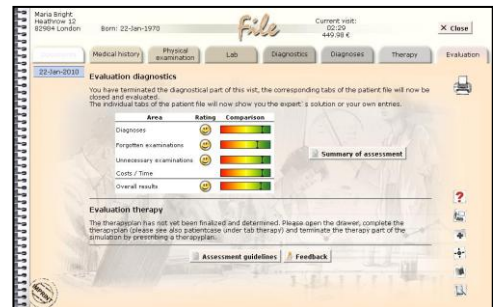 Maria Bright
Heathrow 12
82984 London
Born: 22-Jan-1970
File
Current visit:
02:29
449.98 €
× Close
Medical history
Physical examination
Lab
Diagnostics
Diagnoses
Therapy
Evaluation
22-Jan-2010
Evaluation diagnostics
You have terminated the diagnostical part of this vist, the corresponding tabs of the patient file will now be
closed and evaluated.
The individual tabs of the patient file will now show you the expert´s solution or your own entries.
Area Rating Comparison
Diagnoses
Forgotten examinations
Unnecessary examinations
Costs / Time
Overall results
Summary of assessment
Evaluation therapy
The therapyplan has not yet been finalized and determined. Please open the drawer, complete the
therapyplan (please see also patientcase under tab therapy) and terminate the therapy part of the
simulation by prescribing a therapyplan.
Assessment guidelines
Feedback
?
IMPRINT